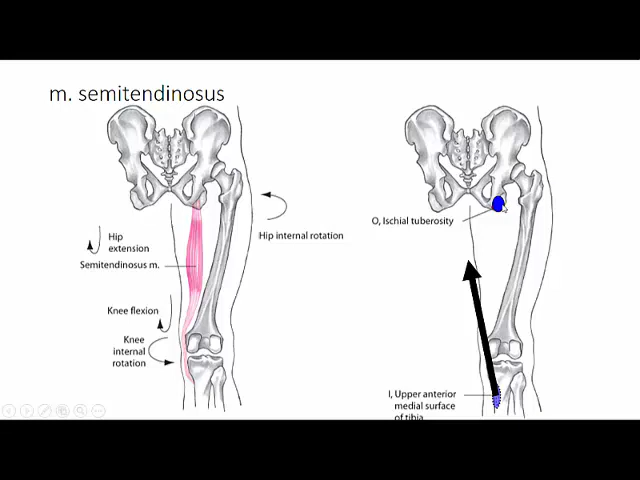 m. semitendinosus
Hip
extension
Semitendinosus m.
Knee flexion
Knee
internal
rotation
Hip internal rotation
O, Ischial tuberosity
I, Upper anterior
medial surface
of tibia